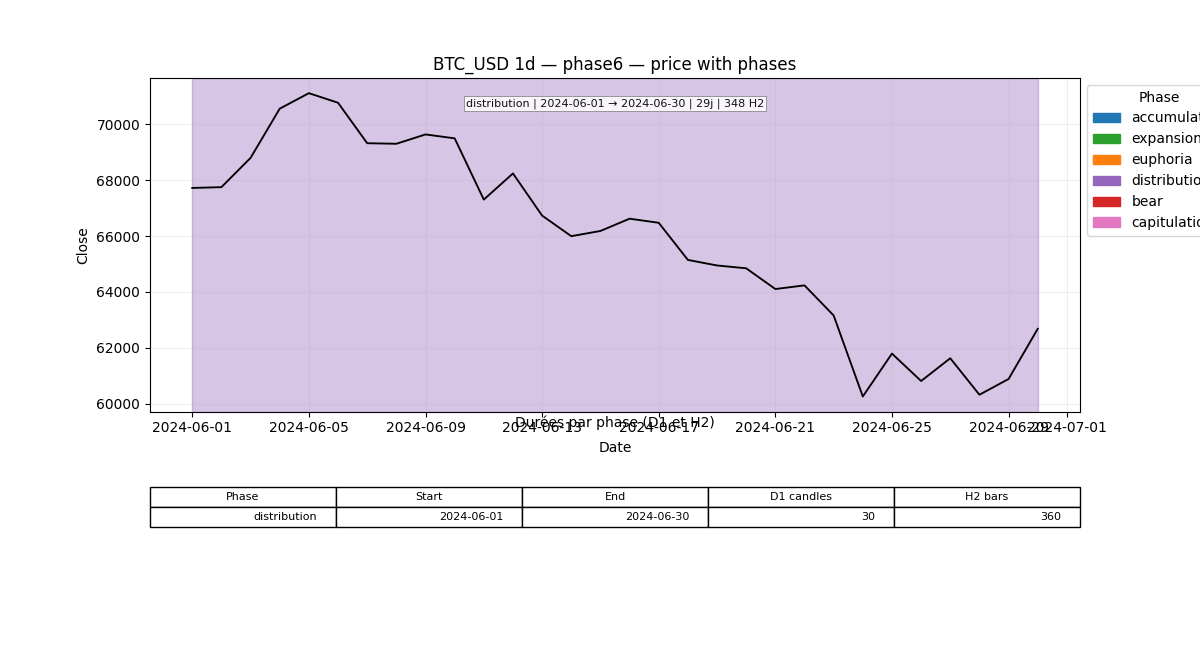 BTC_USD 1d — phase6 — price with phases
distribution | 2024-06-01 → 2024-06-30 | 29j | 348 H2
Close
70000
68000
66000
64000
62000
60000
Phase
accumulat
expansion
euphoria
distributio
bear
capitulatio
2024-06-01 2024-06-05 2024-06-09 2024-06-13 2024-06-17 2024-06-21 2024-06-25 2024-06-29 2024-07-01
Durées par phase (D1 et H2)
Date
Phase Start End D1 candles H2 bars
distribution 2024-06-01 2024-06-30 30 360